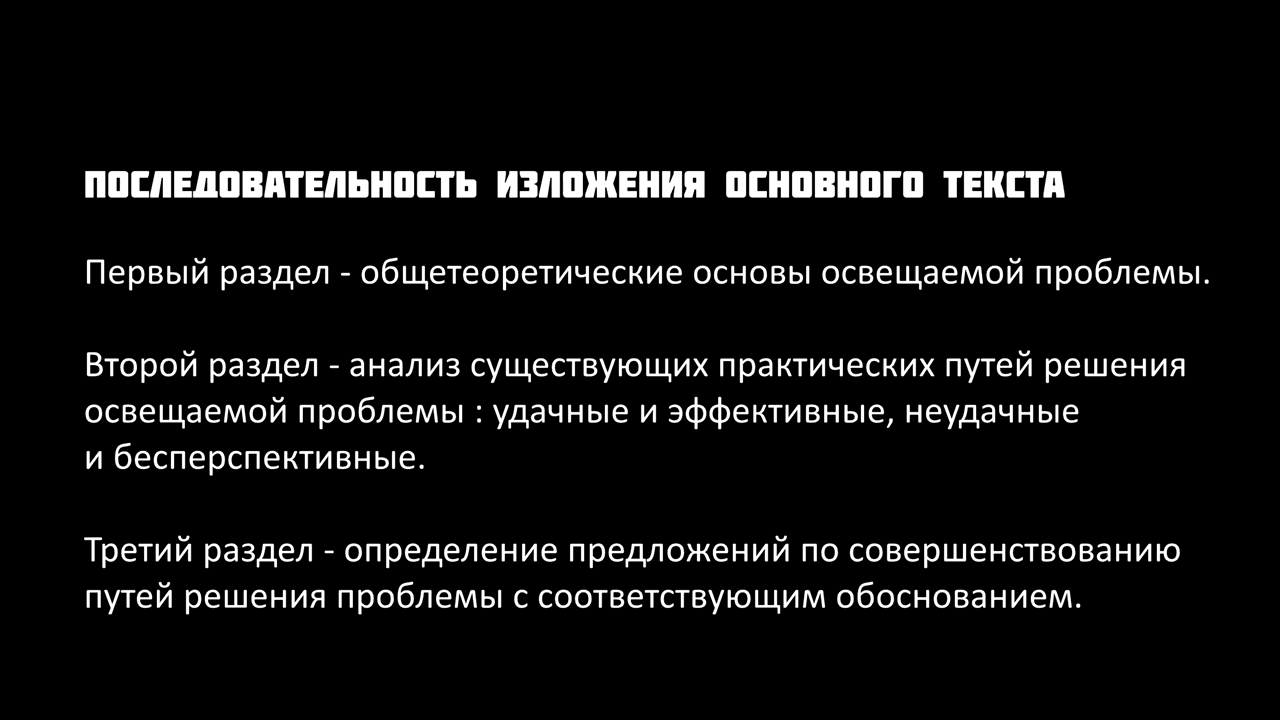 ПОСЛЕДОВАТЕЛЬНОСТЬ ИЗЛОЖЕНИЯ ОСНОВНОГО ТЕКСТА
Первый раздел - общетеоретические основы освещаемой проблемы.
Второй раздел - анализ существующих практических путей решения
освещаемой проблемы : удачные и эффективные, неудачные
и бесперспективные.
Третий раздел - определение предложений по совершенствованию
путей решения проблемы с соответствующим обоснованием.